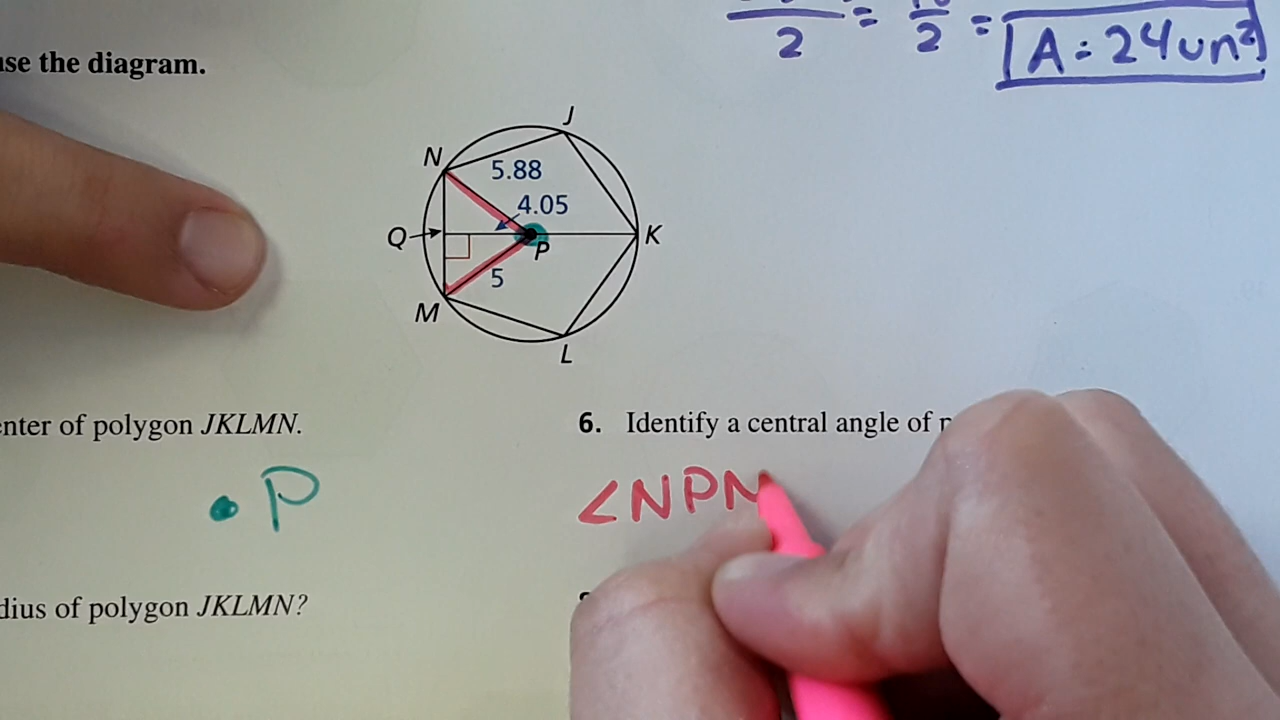 2 = 2 =
A = 24un²
use the diagram.
J
N
5.88
4.05
Q
K
P
5
M
L
enter of polygon JKLMN.
6. Identify a central angle of
• P
<NPM
dius of polygon JKLMN?